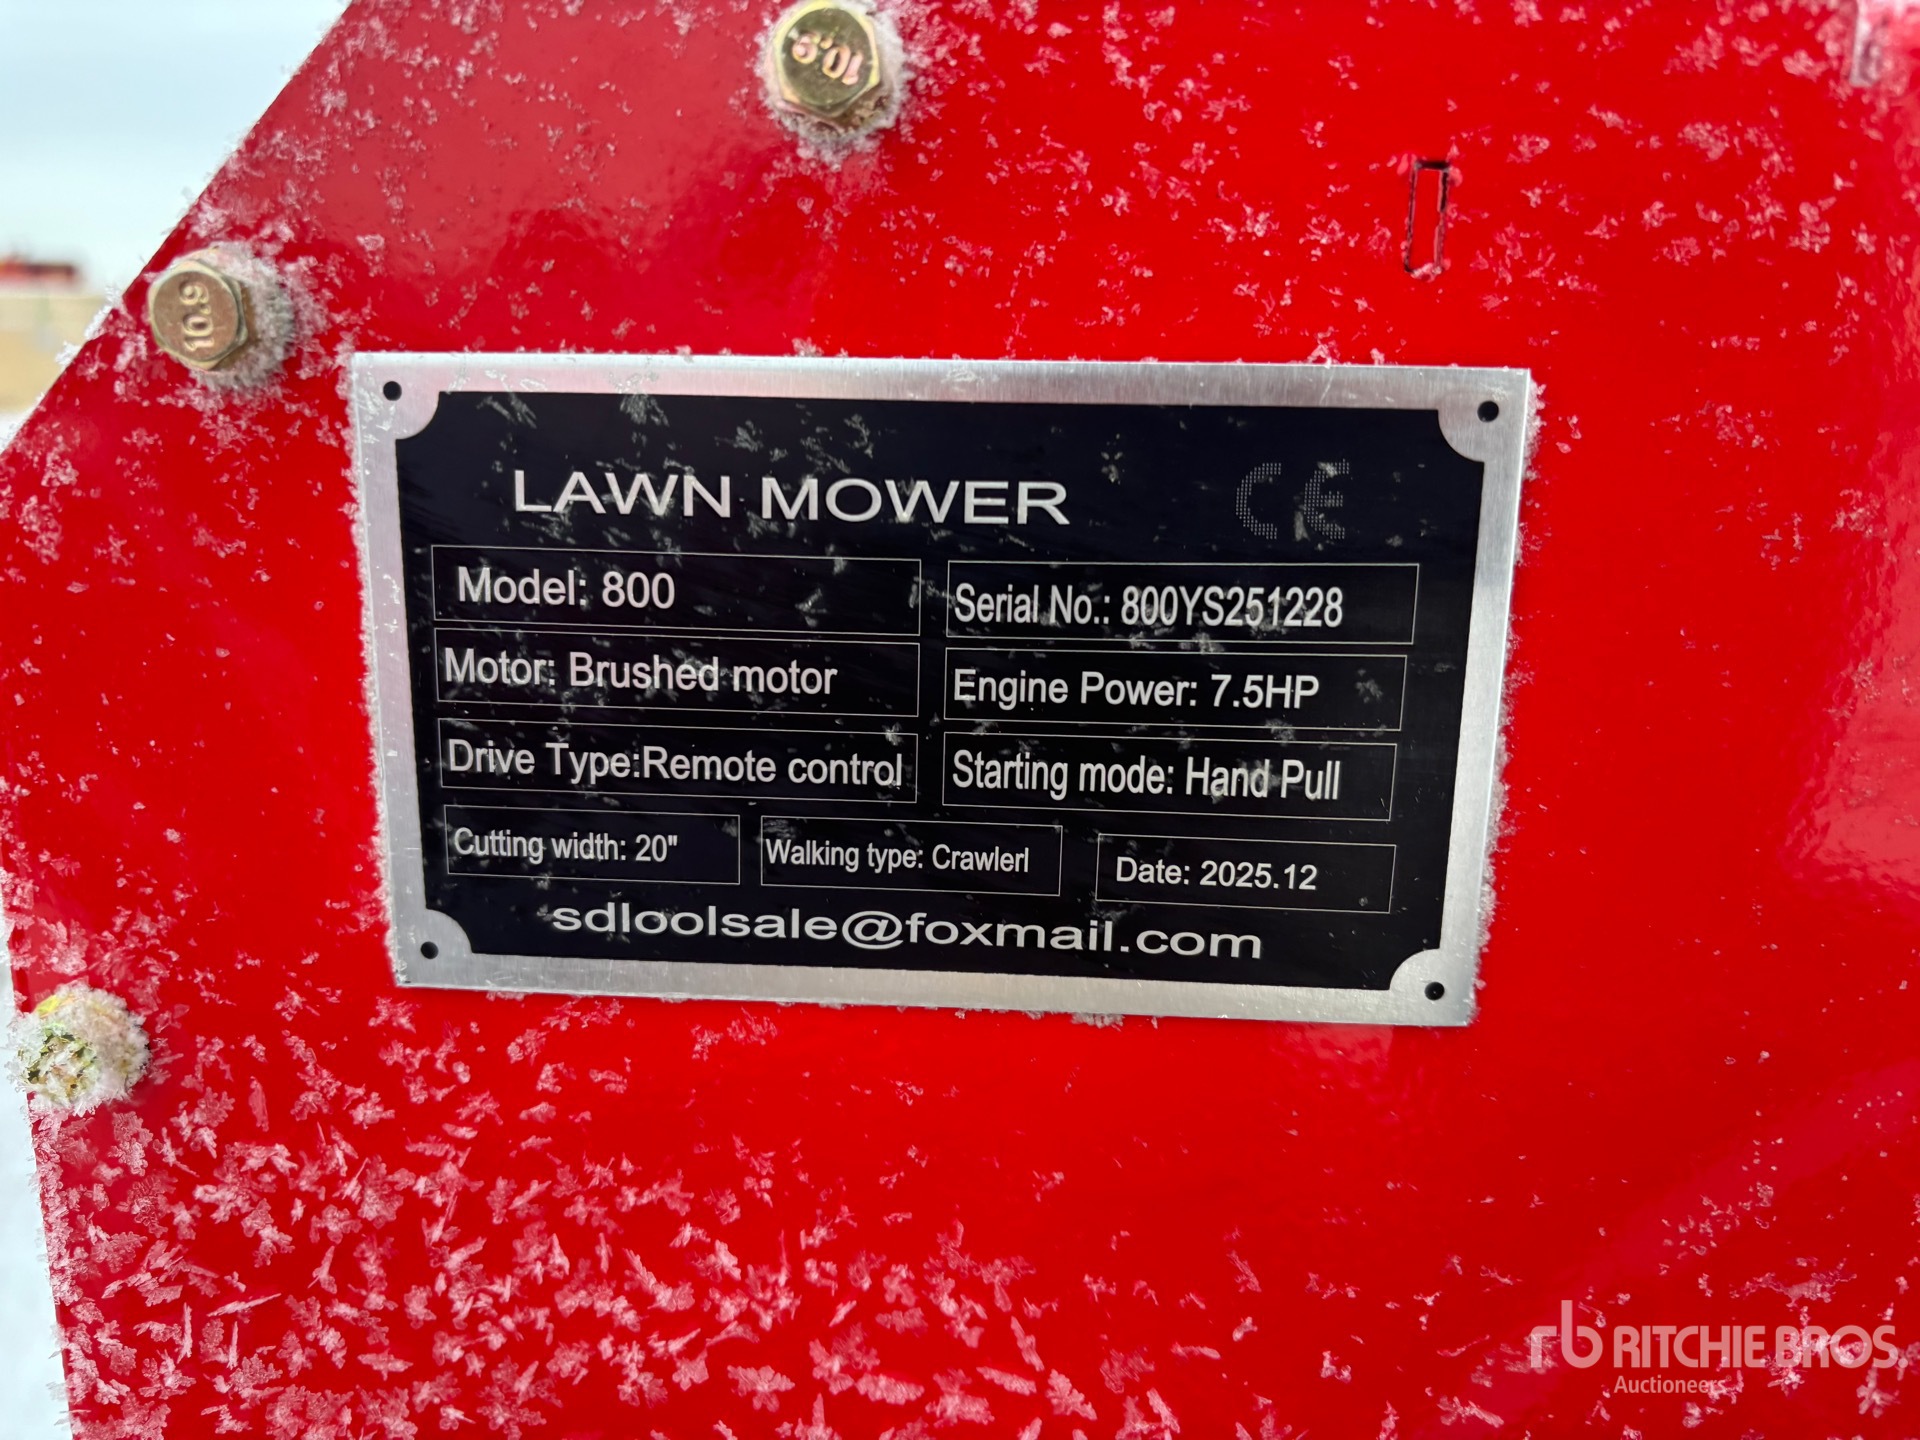 10.9
10.9
LAWN MOWER CE
Model: 800 Serial No.: 800YS251228
Motor: Brushed motor Engine Power: 7.5HP
Drive Type:Remote control Starting mode: Hand Pull
Cutting width: 20" Walking type: Crawlerl Date: 2025.12
sdloolsale@foxmail.com
rb RITCHIE BROS.
Auctioneers